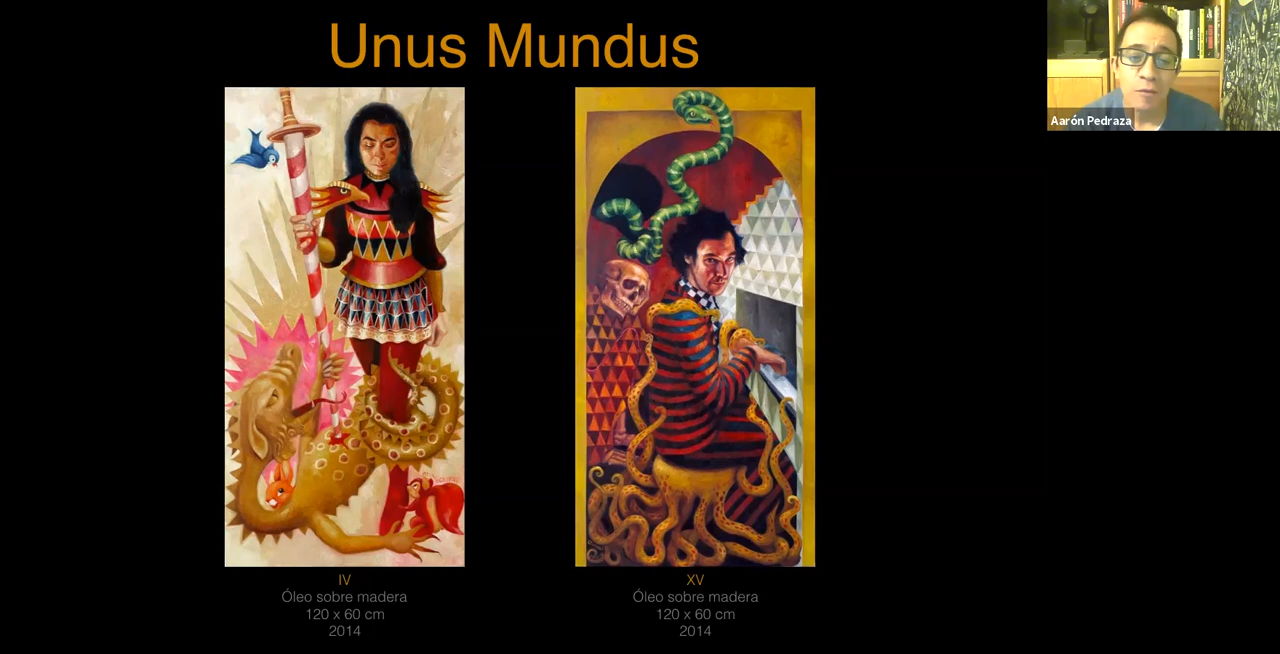 Unus Mundus
Aarón Pedraza
IV
Óleo sobre madera
120 x 60 cm
2014
XV
Óleo sobre madera
120 x 60 cm
2014